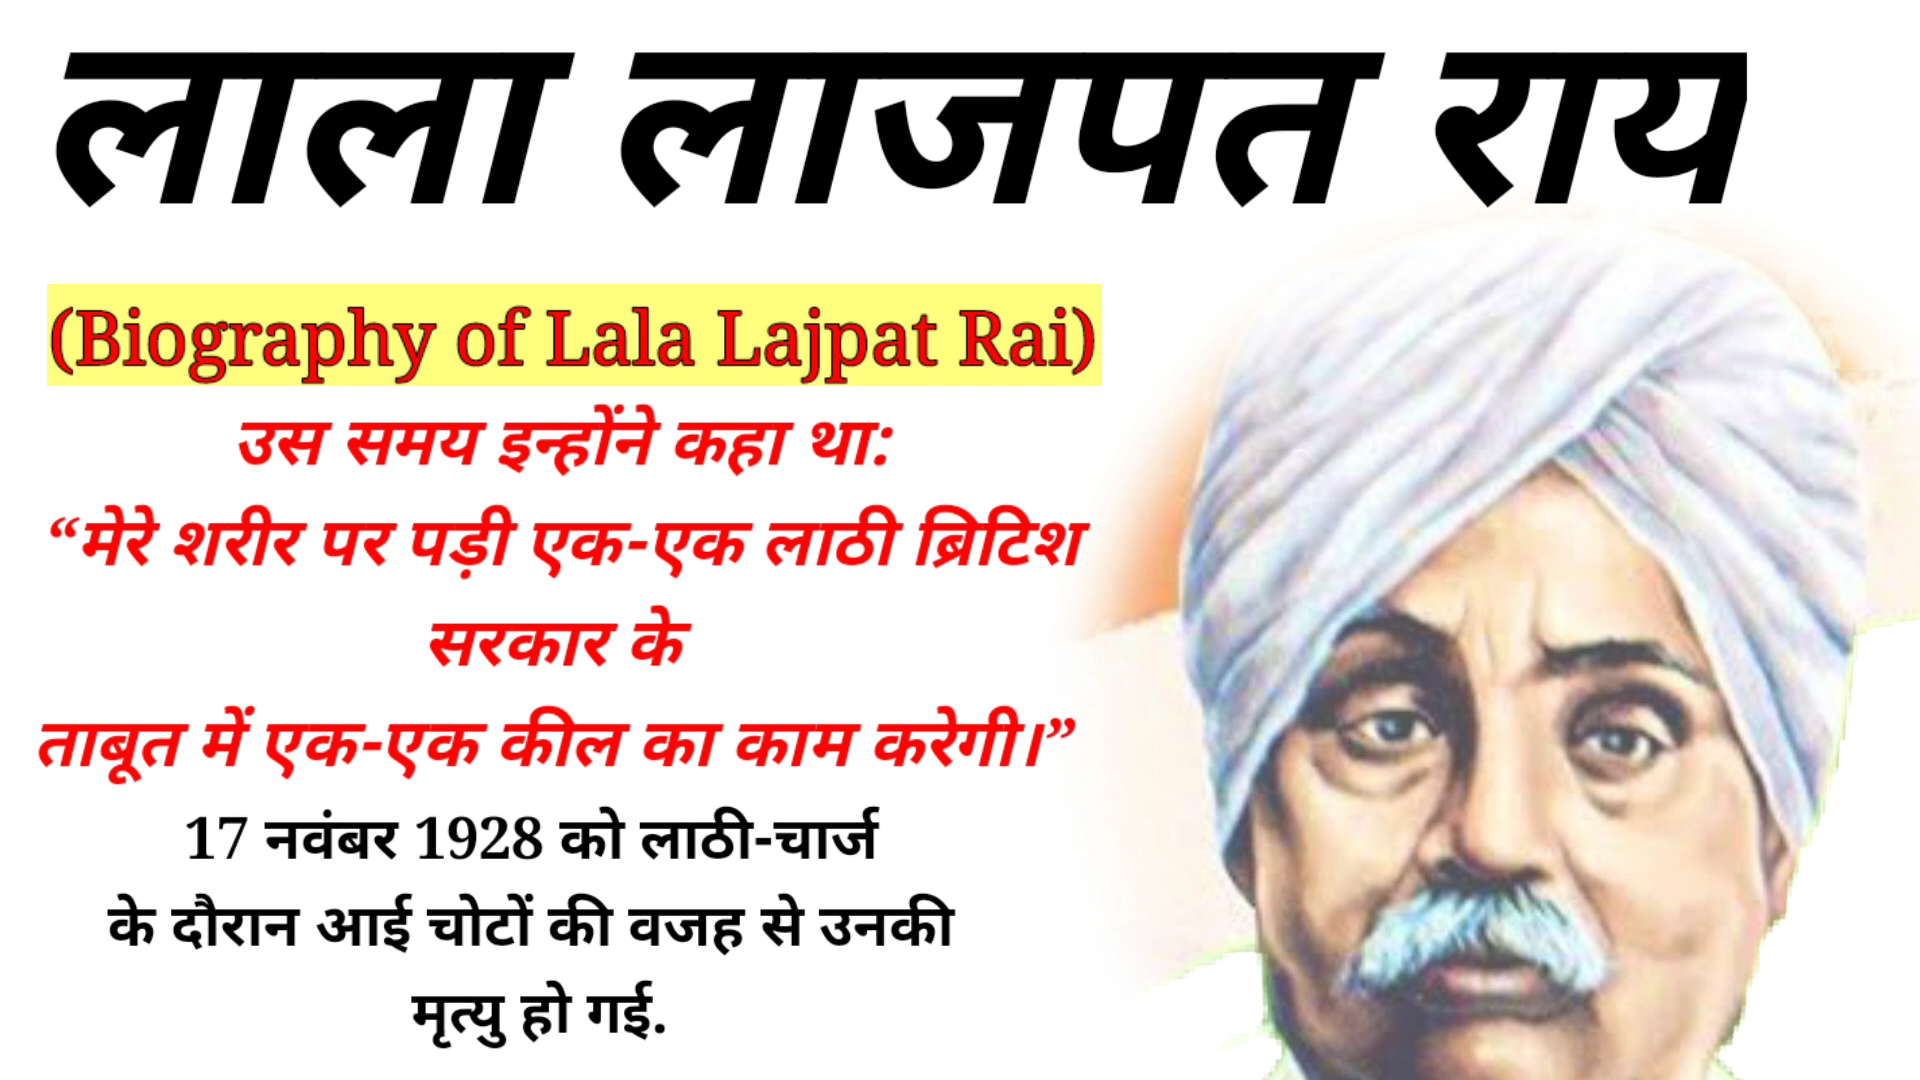 लाला लाजपत राय
(Biography of Lala Lajpat Rai)
उस समय इन्होंने कहा था:
“मेरे शरीर पर पड़ी एक-एक लाठी ब्रिटिश
सरकार के
ताबूत में एक-एक कील का काम करेगी।”
17 नवंबर 1928 को लाठी-चार्ज
के दौरान आई चोटों की वजह से उनकी
मृत्यु हो गई.